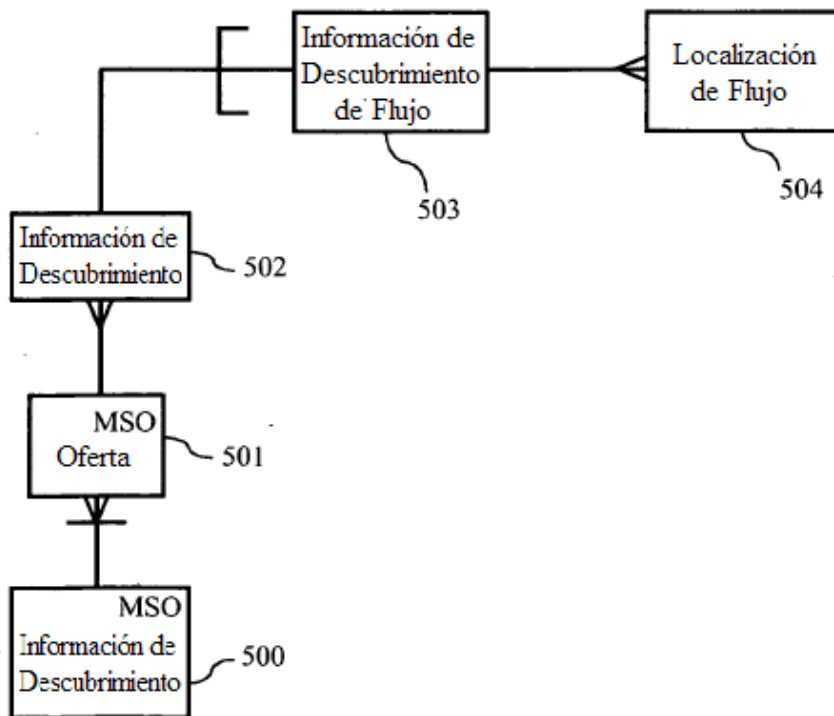 Información de
Descubrimiento
de Flujo
503
Localización
de Flujo
504
Información de
Descubrimiento
502
MSO
Oferta
501
MSO
Información de
Descubrimiento
500